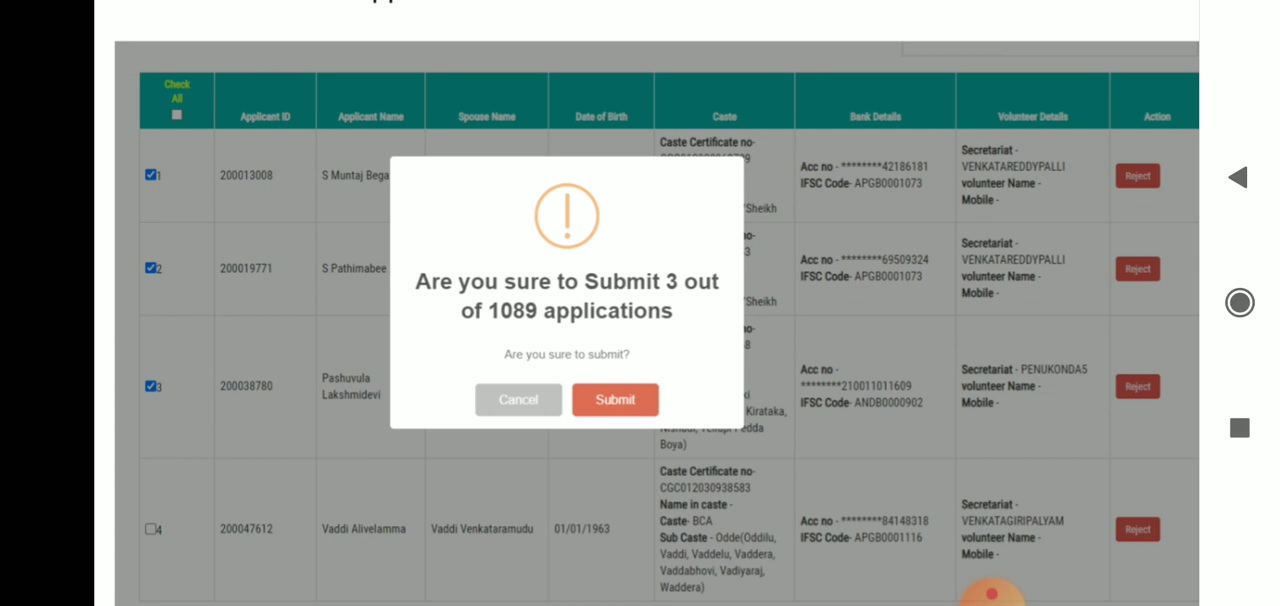 Check
All
Applicant ID
Applicant Name
Spouse Name
Date of Birth
Caste
Bank Details
Volunteer Details
Action
1
200013008
S Muntaj Bega
Caste Certificate no-
9
/Sheikh
Acc no - ********42186181
IFSC Code- APGB0001073
Secretariat -
VENKATAREDDYPALLI
volunteer Name -
Mobile -
Reject
2
200019771
S Pathimabee
no-
3
/Sheikh
Acc no - ********69509324
IFSC Code- APGB0001073
Secretariat -
VENKATAREDDYPALLI
volunteer Name -
Mobile -
Reject
Are you sure to Submit 3 out
of 1089 applications
Are you sure to submit?
Cancel
Submit
3
200038780
Pashuvula
Lakshmidevi
no-
8
Kirataka,
Boya)
Acc no -
********210011011609
IFSC Code- ANDB0000902
Secretariat - PENUKONDA5
volunteer Name -
Mobile -
Reject
4
200047612
Vaddi Alivelamma
Vaddi Venkataramudu
01/01/1963
Caste Certificate no-
CGC012030938583
Name in caste -
Caste- BCA
Sub Caste - Odde(Oddilu,
Vaddi, Vaddelu, Vaddera,
Vaddabhovi, Vadiyaraj,
Waddera)
Acc no - ********84148318
IFSC Code- APGB0001116
Secretariat -
VENKATAGIRIPALYAM
volunteer Name -
Mobile -
Reject